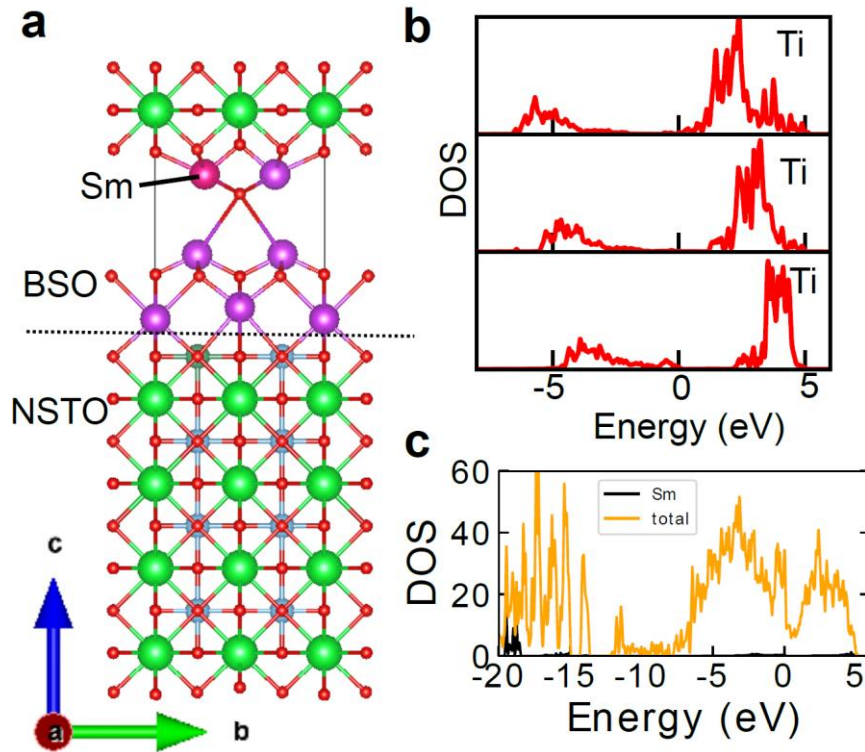 a
Sm
BSO
NSTO
c
a
b
b
DOS
Ti
Ti
Ti
-5
0
5
Energy (eV)
c
DOS
60
40
20
0
Sm
total
-20
-15
-10
-5
0
5
Energy (eV)